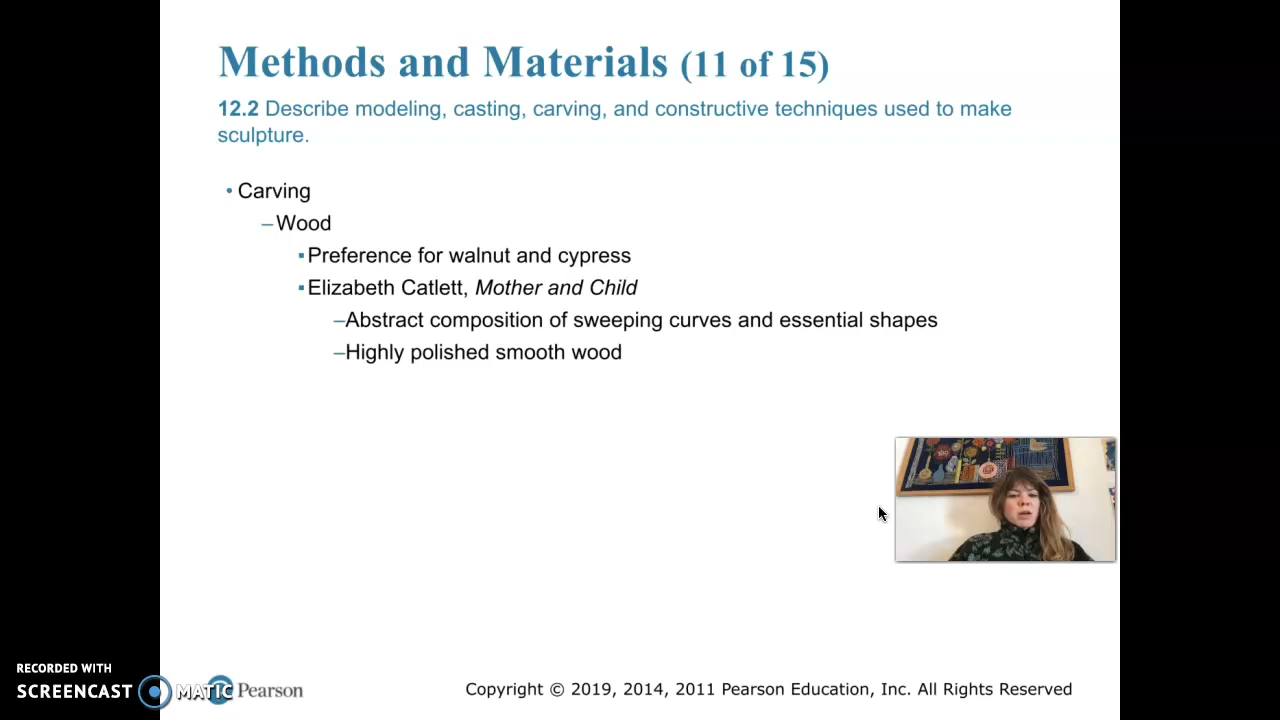 Methods and Materials (11 of 15)
12.2 Describe modeling, casting, carving, and constructive techniques used to make
sculpture.
• Carving
–Wood
▪Preference for walnut and cypress
▪Elizabeth Catlett, Mother and Child
–Abstract composition of sweeping curves and essential shapes
–Highly polished smooth wood
RECORDED WITH
SCREENCAST MATIC
Pearson
Copyright © 2019, 2014, 2011 Pearson Education, Inc. All Rights Reserved